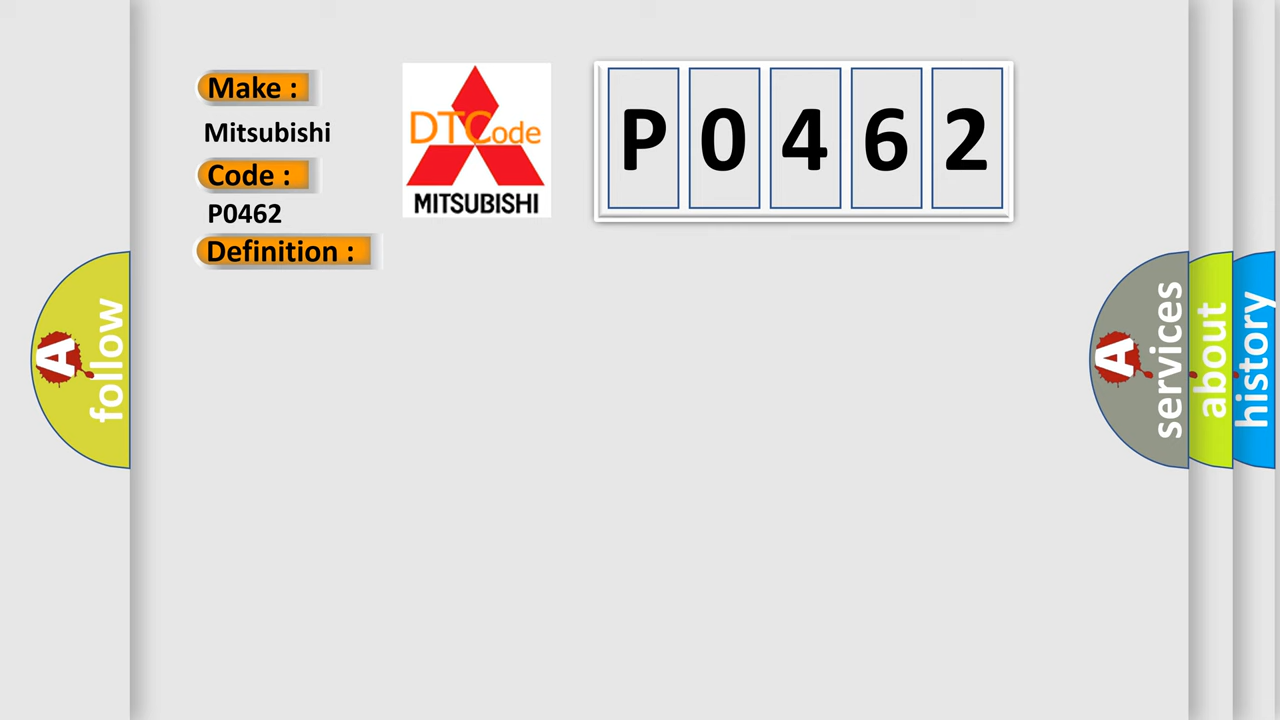 Make :
Mitsubishi
Code :
P0462
Definition :
DTCode
MITSUBISHI
P 0 4 6 2
A follow
A services
about
history